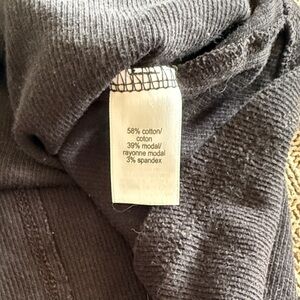 58% cotton/
coton
39% modal/
rayonne modal
3% spandex